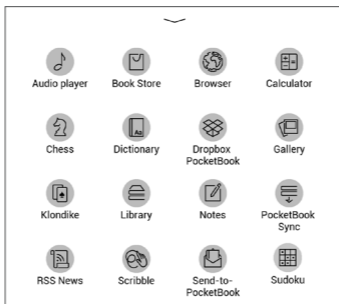 Audio player Book Store Browser Calculator
Chess Dictionary Dropbox PocketBook Gallery
Klondike Library Notes PocketBook Sync
RSS News Scribble Send-to-PocketBook Sudoku